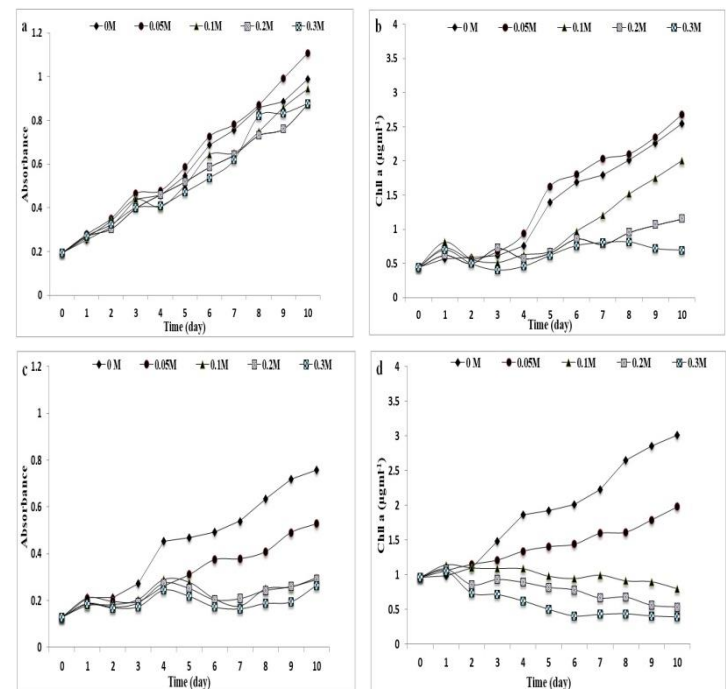 a
0M 0.05M 0.1M 0.2M 0.3M
Absorbance
1.2
1
0.8
0.6
0.4
0.2
0
0 1 2 3 4 5 6 7 8 9 10
Time (day)
b
0 M 0.05M 0.1M 0.2M 0.3M
Chll a (µgml⁻¹)
4
3.5
3
2.5
2
1.5
1
0.5
0
0 1 2 3 4 5 6 7 8 9 10
Time (day)
c
0 M 0.05M 0.1M 0.2M 0.3M
Absorbance
1.2
1
0.8
0.6
0.4
0.2
0
0 1 2 3 4 5 6 7 8 9 10
Time (day)
d
0 M 0.05M 0.1M 0.2M 0.3M
Chll a (µgml⁻¹)
4
3.5
3
2.5
2
1.5
1
0.5
0
0 1 2 3 4 5 6 7 8 9 10
Time (day)